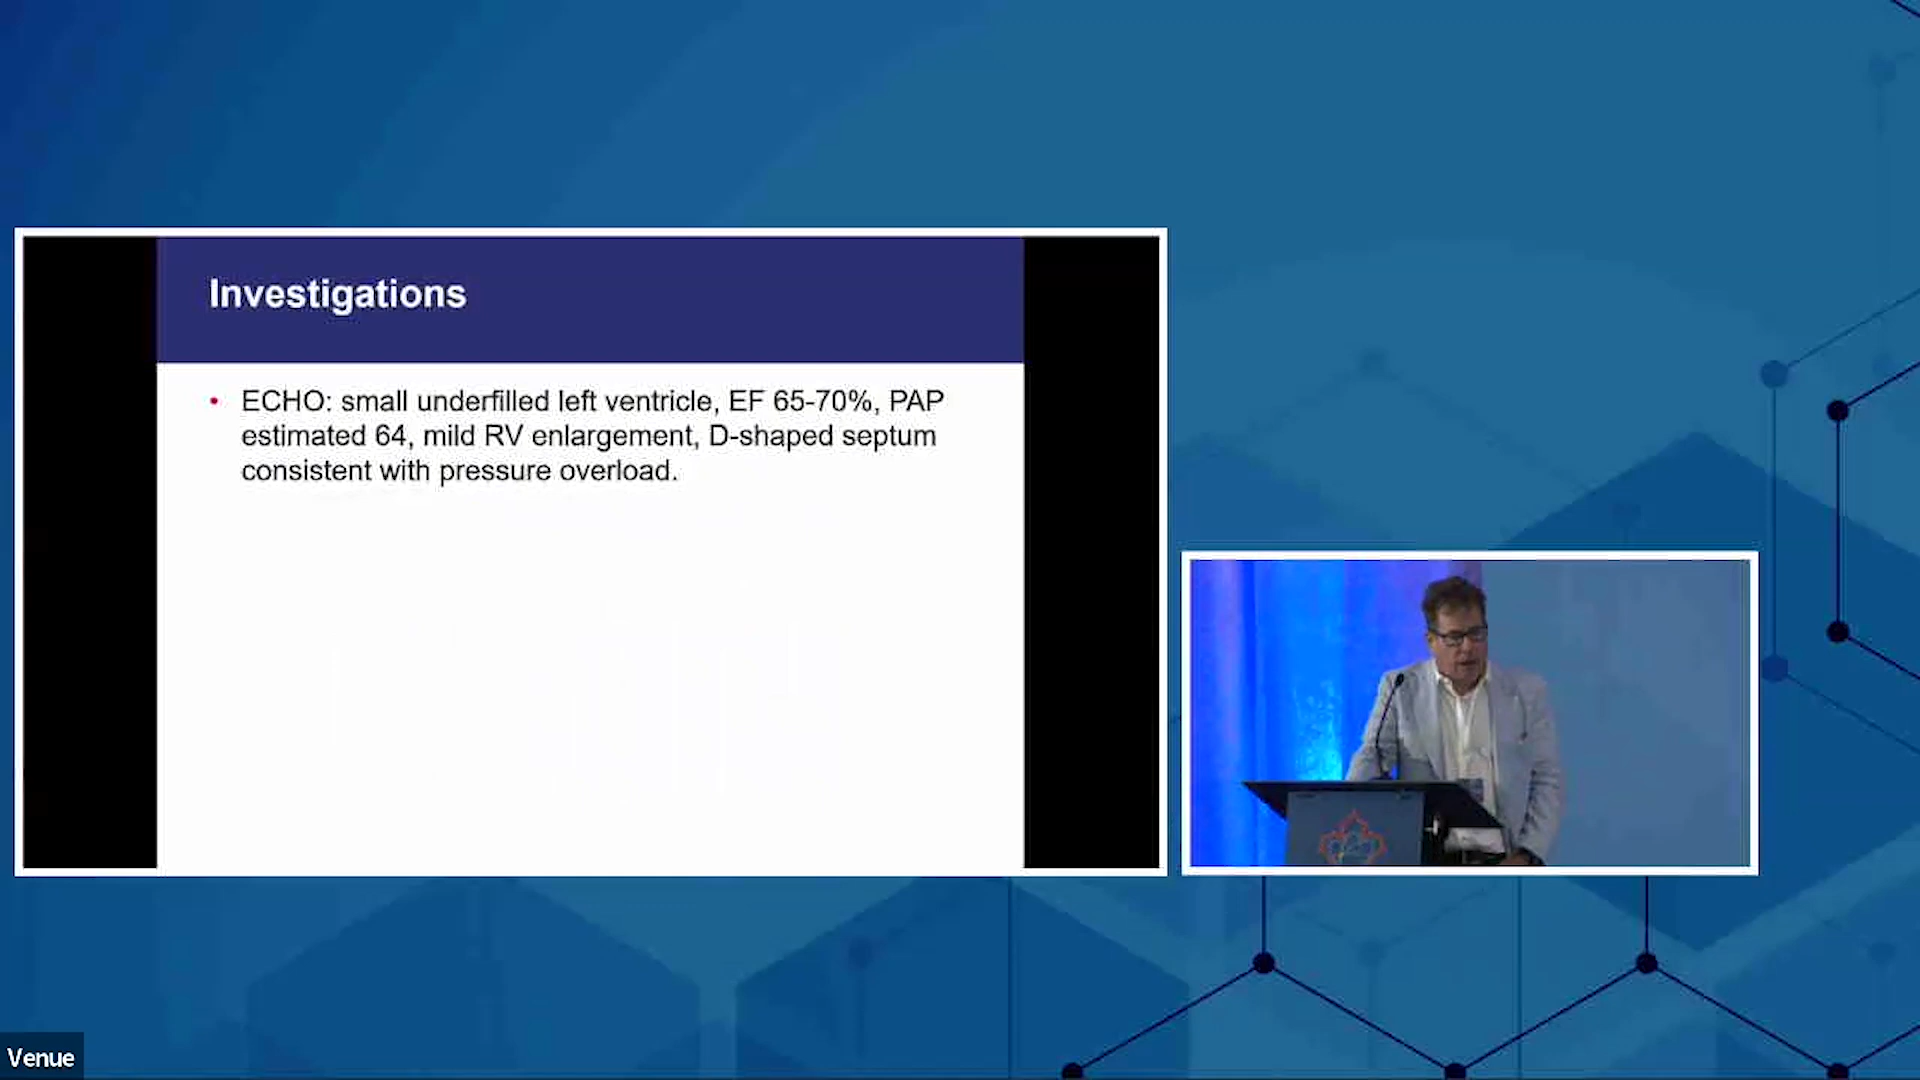 Investigations
• ECHO: small underfilled left ventricle, EF 65-70%, PAP
estimated 64, mild RV enlargement, D-shaped septum
consistent with pressure overload.
Venue